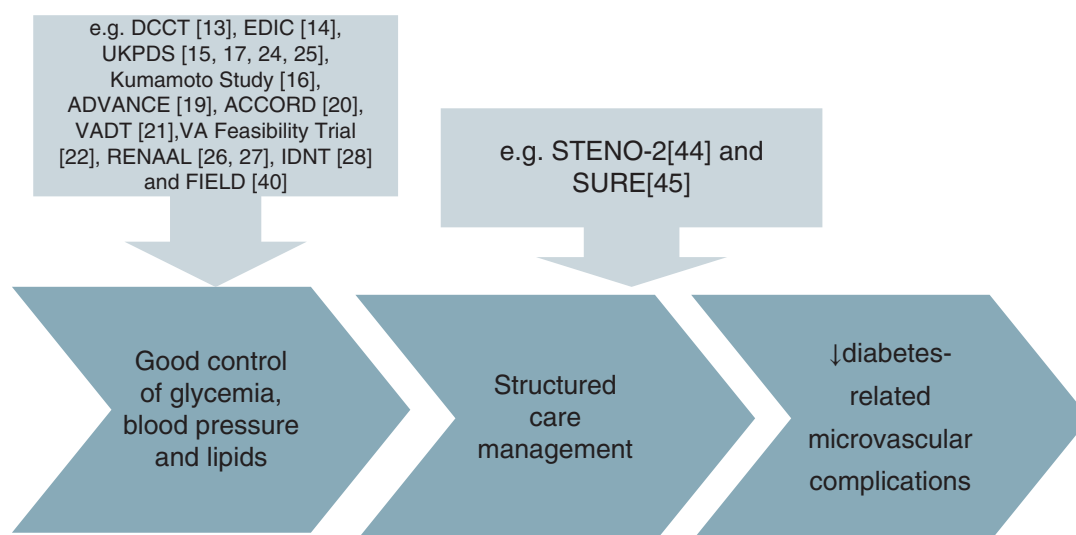 e.g. DCCT [13], EDIC [14],
UKPDS [15, 17, 24, 25],
Kumamoto Study [16],
ADVANCE [19], ACCORD [20],
VADT [21],VA Feasibility Trial
[22], RENAAL [26, 27], IDNT [28]
and FIELD [40]
e.g. STENO-2[44] and
SURE[45]
Good control
of glycemia,
blood pressure
and lipids
Structured
care
management
↓diabetes-
related
microvascular
complications